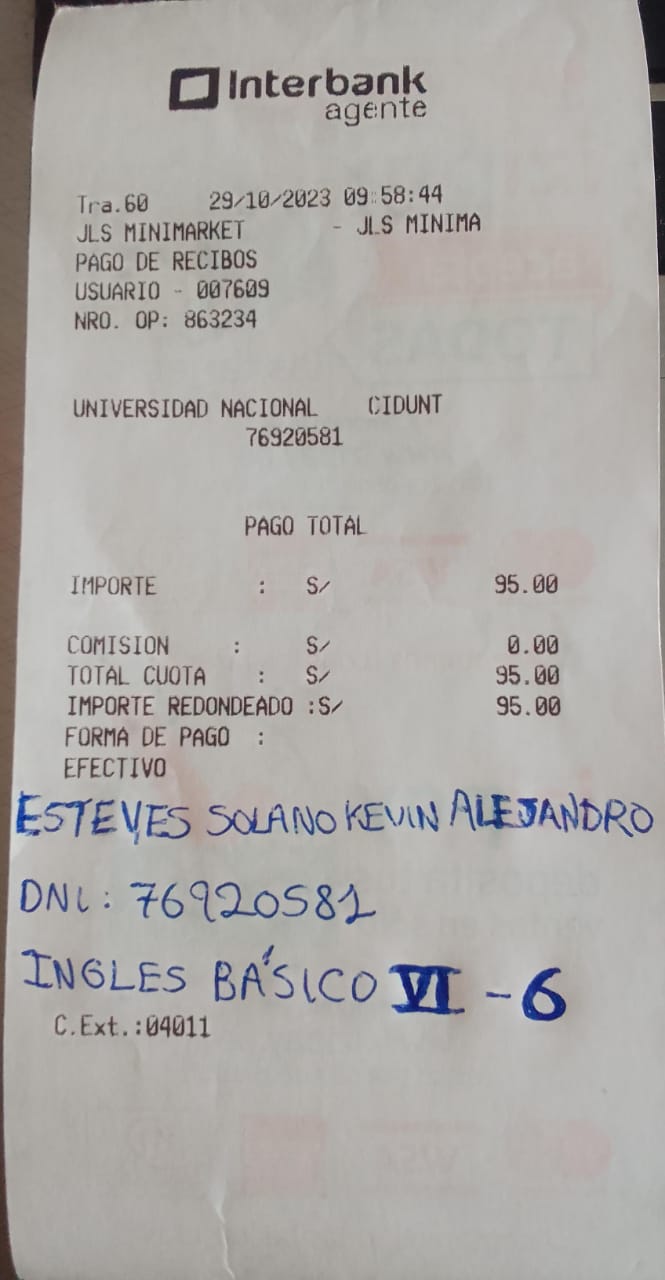 Interbank
agente
Tra.60 29/10/2023 09:58:44
JLS MINIMARKET - JLS MINIMA
PAGO DE RECIBOS
USUARIO - 007609
NRO. OP: 863234
UNIVERSIDAD NACIONAL CIDUNT
76920581
PAGO TOTAL
IMPORTE : S/ 95.00
COMISION : S/ 0.00
TOTAL CUOTA : S/ 95.00
IMPORTE REDONDEADO :S/ 95.00
FORMA DE PAGO :
EFECTIVO
ESTEVES SOLANO KEVIN ALEJANDRO
DNI: 76920581
INGLES BÁSICO VI - 6
C.Ext.:04011